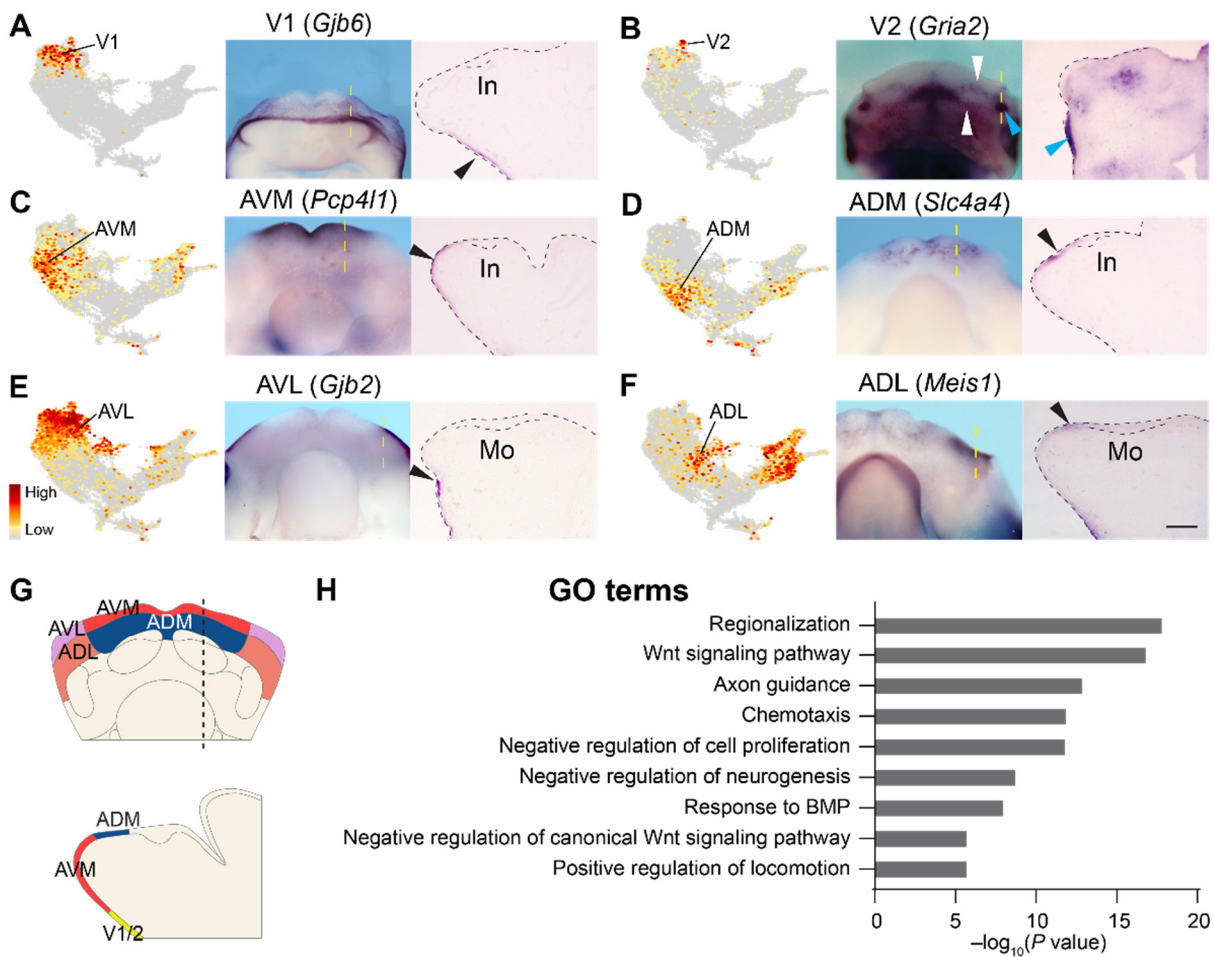 A
V1 (Gjb6)
V1
In
B
V2 (Gria2)
V2
C
AVM (Pcp4l1)
AVM
In
D
ADM (Slc4a4)
ADM
In
E
AVL (Gjb2)
AVL
Mo
High
Low
F
ADL (Meis1)
ADL
Mo
G
AVM
AVL
ADM
ADL
ADM
AVM
V1/2
H
GO terms
Regionalization
Wnt signaling pathway
Axon guidance
Chemotaxis
Negative regulation of cell proliferation
Negative regulation of neurogenesis
Response to BMP
Negative regulation of canonical Wnt signaling pathway
Positive regulation of locomotion
0 5 10 15 20
–log10(P value)